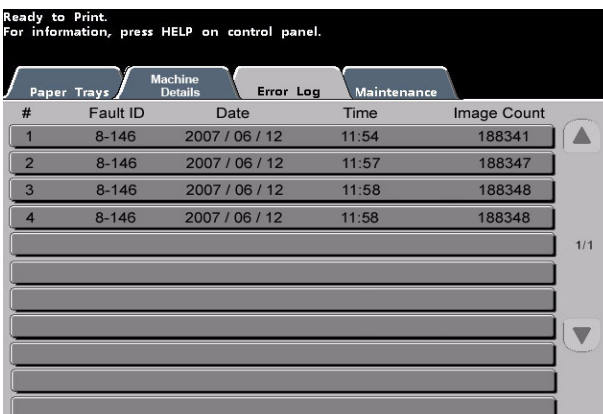 Ready to Print.
For information, press HELP on control panel.
Paper Trays Machine Details Error Log Maintenance
# Fault ID Date Time Image Count
1 8-146 2007 / 06 / 12 11:54 188341
2 8-146 2007 / 06 / 12 11:57 188347
3 8-146 2007 / 06 / 12 11:58 188348
4 8-146 2007 / 06 / 12 11:58 188348
1/1